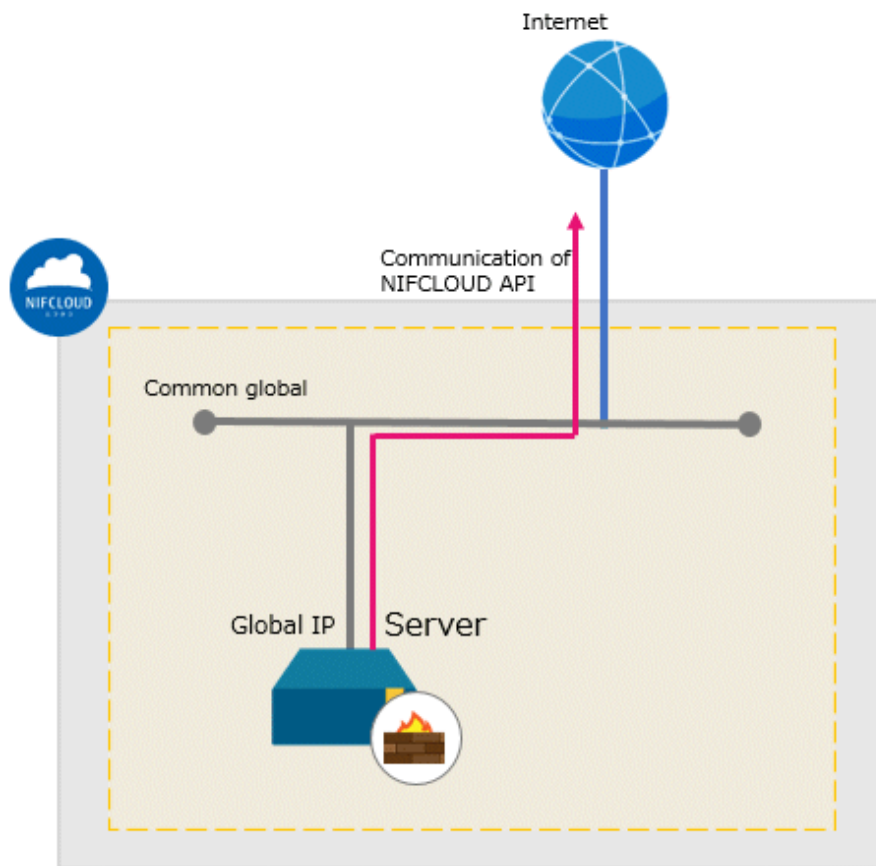 Internet
Communication of
NIFCLOUD API
NIFCLOUD
Common global
Global IP
Server